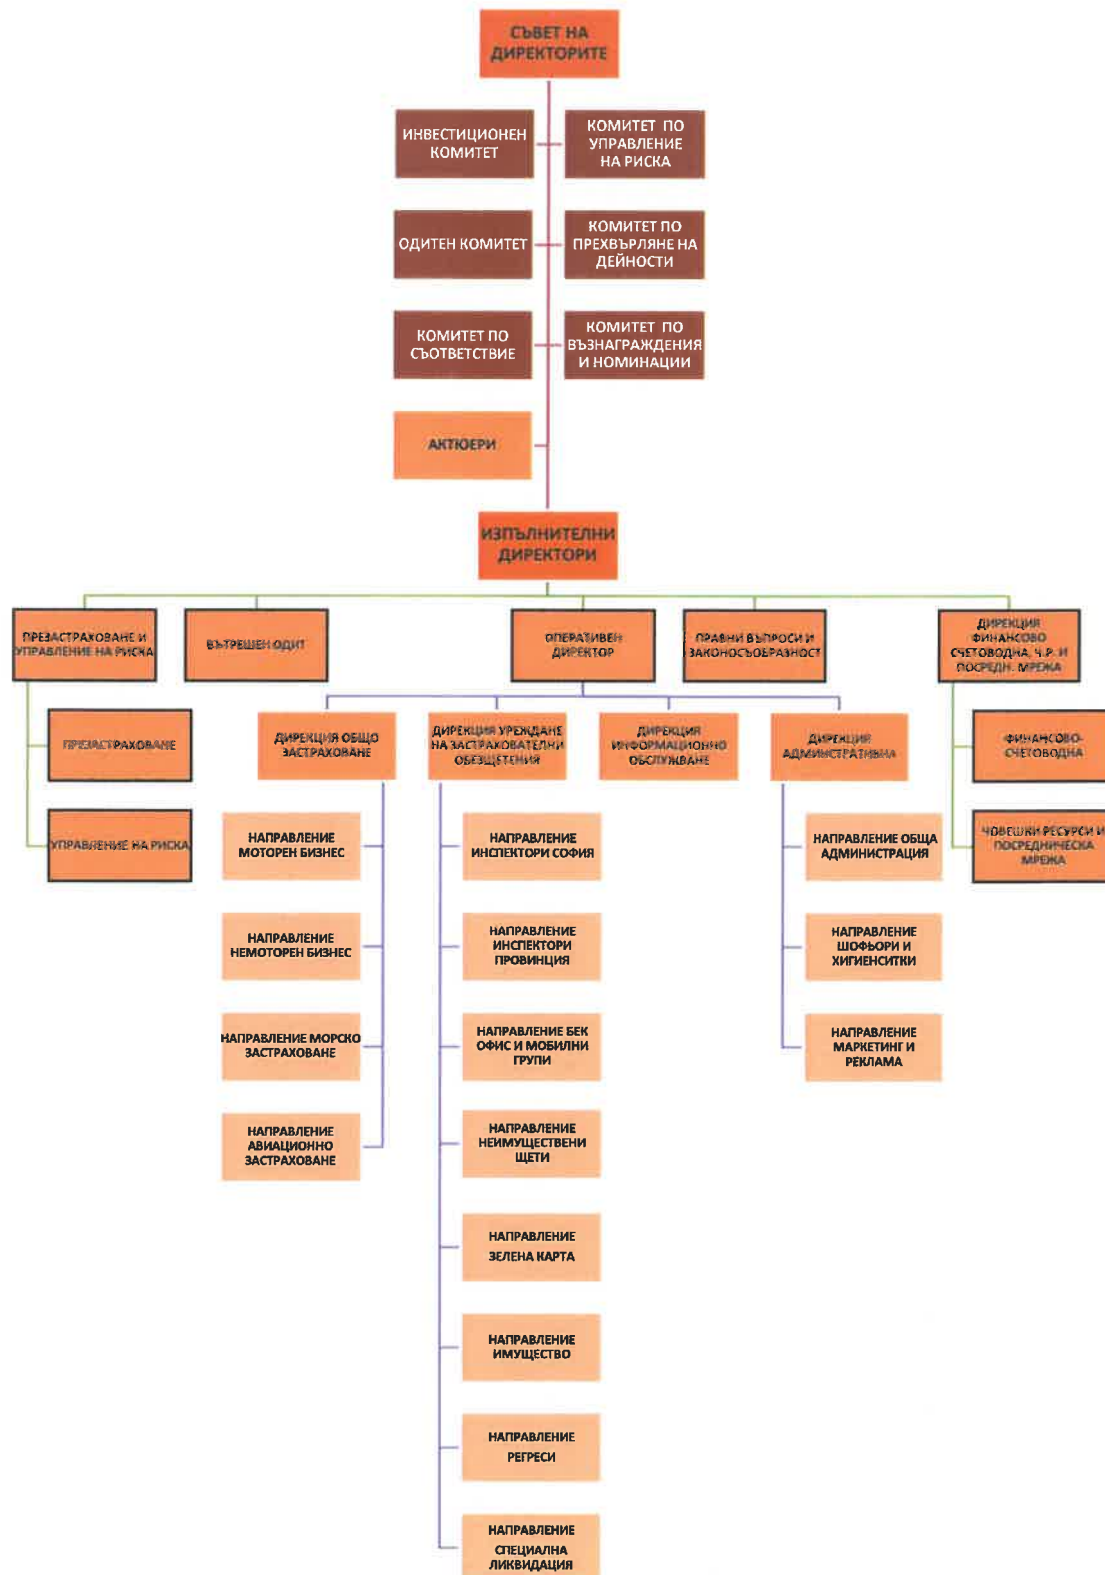 СЪВЕТ НА
ДИРЕКТОРИТЕ
ИНВЕСТИЦИОНЕН
КОМИТЕТ
КОМИТЕТ ПО
УПРАВЛЕНИЕ
НА РИСКА
ОДИТЕН КОМИТЕТ
КОМИТЕТ ПО
ПРЕХВЪРЛЯНЕ НА
ДЕЙНОСТИ
КОМИТЕТ ПО
СЪОТВЕТСТВИЕ
КОМИТЕТ ПО
ВЪЗНАГРАЖДЕНИЯ
И НОМИНАЦИИ
АКТЮЕРИ
ИЗПЪЛНИТЕЛНИ
ДИРЕКТОРИ
ПРЕЗАСТРАХОВАНЕ И
УПРАВЛЕНИЕ НА РИСКА
ВЪТРЕШЕН ОДИТ
ОПЕРАТИВЕН
ДИРЕКТОР
ПРАВНИ ВЪПРОСИ И
ЗАКОНОСЪОБРАЗНОСТ
ДИРЕКЦИЯ
ФИНАНСОВО
СЧЕТОВОДНА, Ч.Р. И
ПОСРЕДН. МРЕЖА
ПРЕЗАСТРАХОВАНЕ
УПРАВЛЕНИЕ НА РИСКА
ДИРЕКЦИЯ ОБЩО
ЗАСТРАХОВАНЕ
ДИРЕКЦИЯ УРЕЖДАНЕ
НА ЗАСТРАХОВАТЕЛНИ
ОБЕЗЩЕТЕНИЯ
ДИРЕКЦИЯ
ИНФОРМАЦИОННО
ОБСЛУЖВАНЕ
ДИРЕКЦИЯ
АДМИНИСТРАТИВНА
ФИНАНСОВО-
СЧЕТОВОДНА
ЧОВЕШКИ РЕСУРСИ И
ПОСРЕДНИЧЕСКА
МРЕЖА
НАПРАВЛЕНИЕ
МОТОРЕН БИЗНЕС
НАПРАВЛЕНИЕ
НЕМОТОРЕН БИЗНЕС
НАПРАВЛЕНИЕ МОРСКО
ЗАСТРАХОВАНЕ
НАПРАВЛЕНИЕ
АВИАЦИОННО
ЗАСТРАХОВАНЕ
НАПРАВЛЕНИЕ
ИНСПЕКТОРИ СОФИЯ
НАПРАВЛЕНИЕ
ИНСПЕКТОРИ
ПРОВИНЦИЯ
НАПРАВЛЕНИЕ БЕК
ОФИС И МОБИЛНИ
ГРУПИ
НАПРАВЛЕНИЕ
НЕИМУЩЕСТВЕНИ
ЩЕТИ
НАПРАВЛЕНИЕ
ЗЕЛЕНА КАРТА
НАПРАВЛЕНИЕ
ИМУЩЕСТВО
НАПРАВЛЕНИЕ
РЕГРЕСИ
НАПРАВЛЕНИЕ
СПЕЦИАЛНА
ЛИКВИДАЦИЯ
НАПРАВЛЕНИЕ ОБЩА
АДМИНИСТРАЦИЯ
НАПРАВЛЕНИЕ
ШОФЬОРИ И
ХИГИЕНСИТКИ
НАПРАВЛЕНИЕ
МАРКЕТИНГ И
РЕКЛАМА